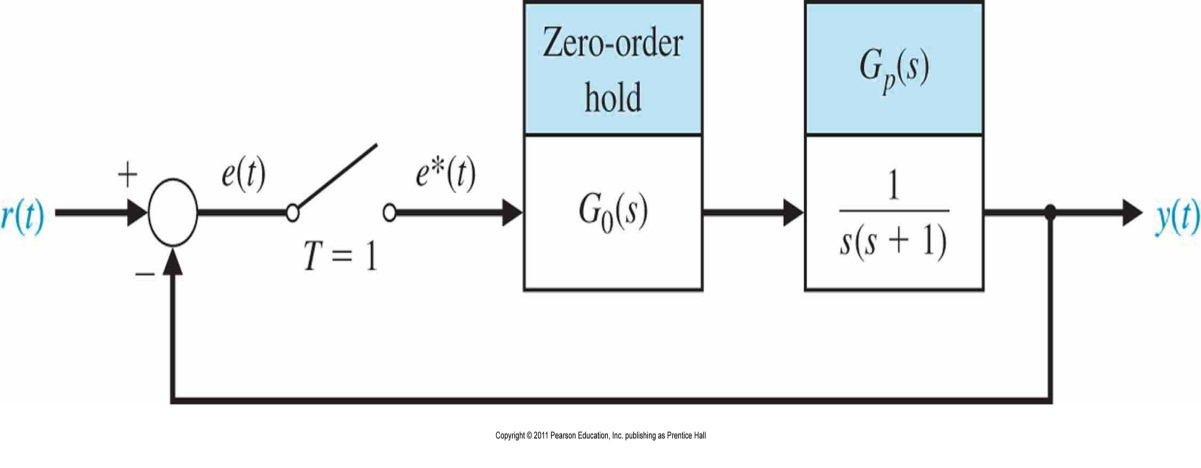 Zero-order
hold
G₀(s)
Gₚ(s)
1
s(s + 1)
r(t)
+
−
e(t)
T = 1
e*(t)
y(t)
Copyright © 2011 Pearson Education, Inc. publishing as Prentice Hall